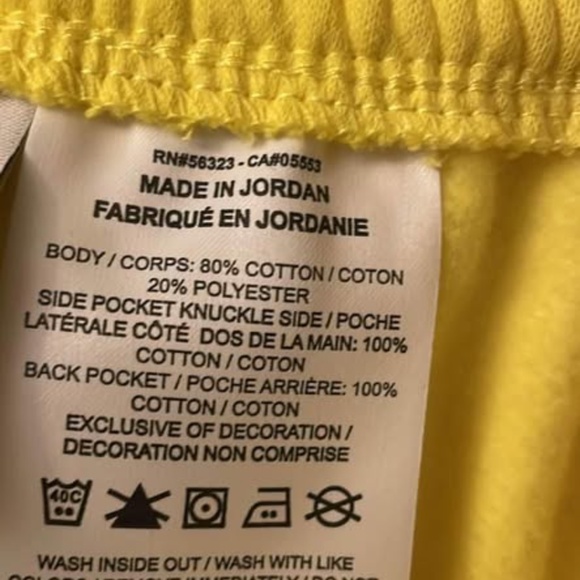 RN#56323 - CA#05553
MADE IN JORDAN
FABRIQUÉ EN JORDANIE
BODY / CORPS: 80% COTTON / COTON
20% POLYESTER
SIDE POCKET KNUCKLE SIDE / POCHE
LATÉRALE CÔTÉ DOS DE LA MAIN: 100%
COTTON / COTON
BACK POCKET / POCHE ARRIÈRE: 100%
COTTON / COTON
EXCLUSIVE OF DECORATION /
DECORATION NON COMPRISE
40C
WASH INSIDE OUT / WASH WITH LIKE